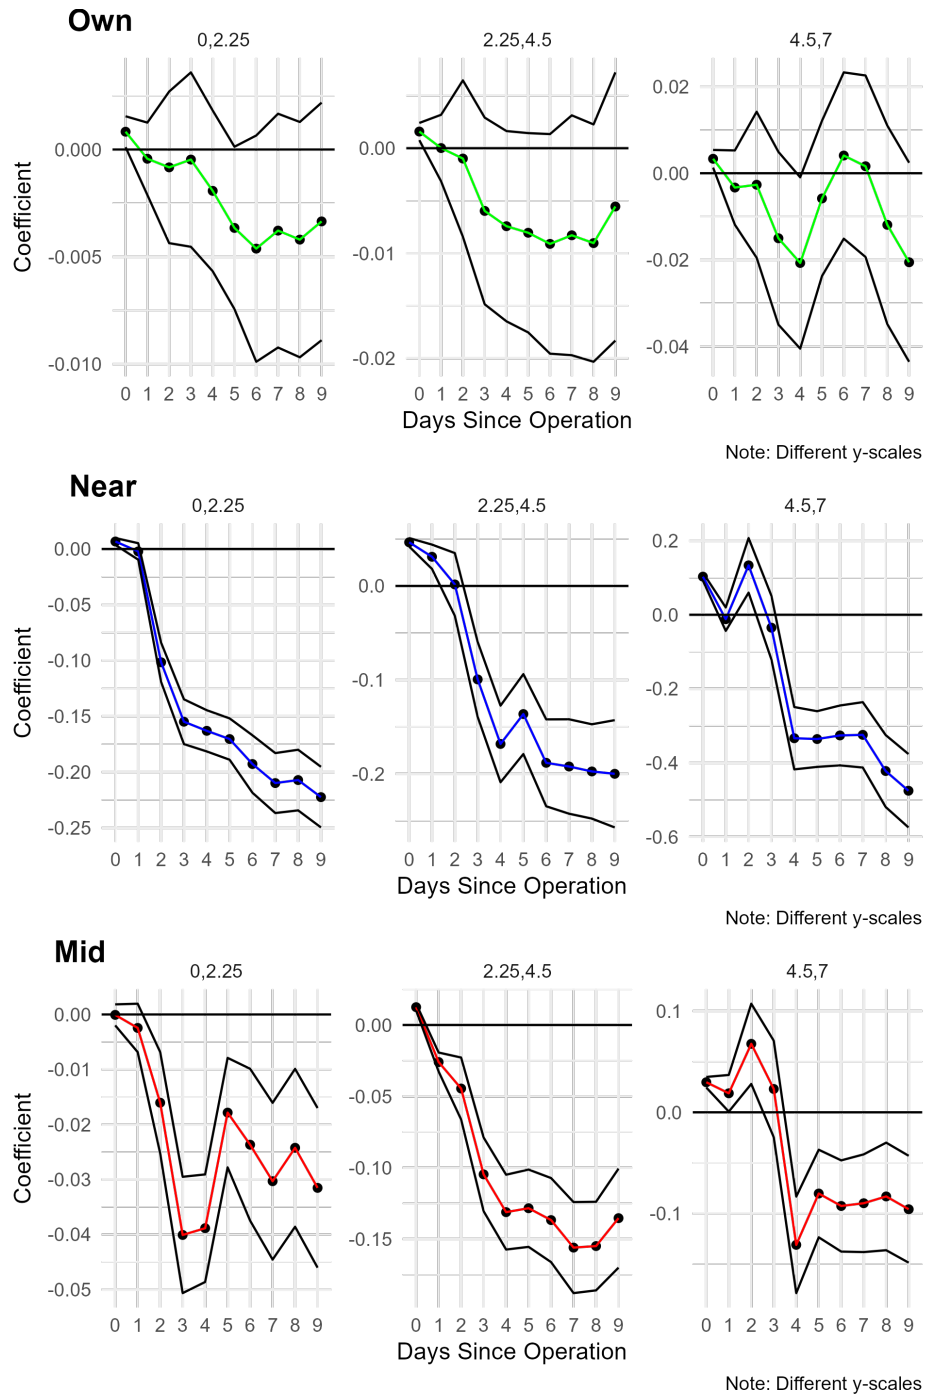 Own
0,2.25 2.25,4.5 4.5,7
Coefficient
0.000 0.00 0.02
-0.005 -0.01 0.00
-0.010 -0.02 -0.02
-0.04
0 1 2 3 4 5 6 7 8 9 0 1 2 3 4 5 6 7 8 9 0 1 2 3 4 5 6 7 8 9
Days Since Operation
Note: Different y-scales
Near
0,2.25 2.25,4.5 4.5,7
Coefficient
0.00 0.0 0.2
-0.05 -0.1 0.0
-0.10 -0.2 -0.2
-0.15 -0.4
-0.20 -0.6
-0.25
0 1 2 3 4 5 6 7 8 9 0 1 2 3 4 5 6 7 8 9 0 1 2 3 4 5 6 7 8 9
Days Since Operation
Note: Different y-scales
Mid
0,2.25 2.25,4.5 4.5,7
Coefficient
0.00 0.00 0.1
-0.01 -0.05 0.0
-0.02 -0.10 -0.1
-0.03 -0.15
-0.04
-0.05
0 1 2 3 4 5 6 7 8 9 0 1 2 3 4 5 6 7 8 9 0 1 2 3 4 5 6 7 8 9
Days Since Operation
Note: Different y-scales